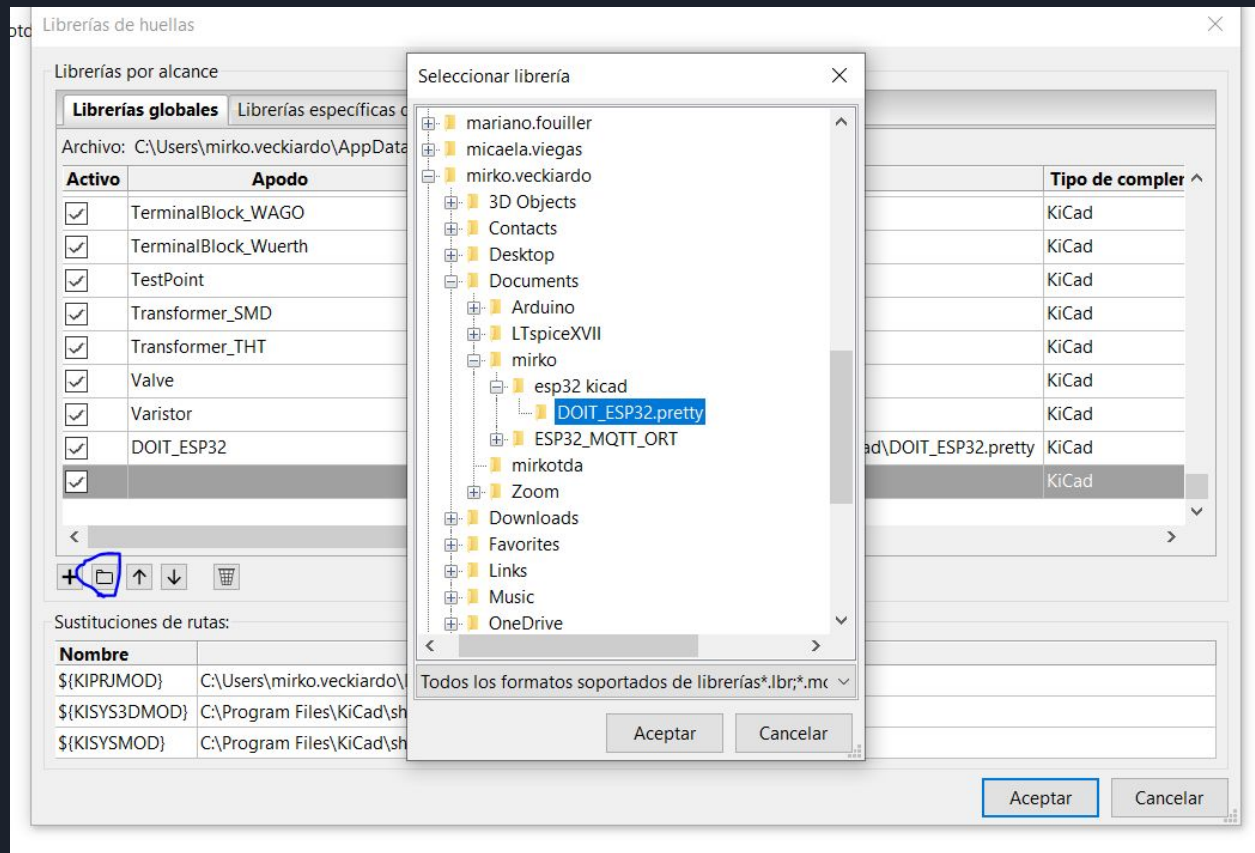 otd
Librerías de huellas
Librerías por alcance
Librerías globales Librerías específicas
Archivo: C:\Users\mirko.veckiardo\AppData
Activo Apodo Tipo de compler
TerminalBlock_WAGO KiCad
TerminalBlock_Wuerth KiCad
TestPoint KiCad
Transformer_SMD KiCad
Transformer_THT KiCad
Valve KiCad
Varistor KiCad
DOIT_ESP32 ad\DOIT_ESP32.pretty KiCad
KiCad
Sustituciones de rutas:
Nombre
${KIPRJMOD} C:\Users\mirko.veckiardo\
${KISYS3DMOD} C:\Program Files\KiCad\sh
${KISYSMOD} C:\Program Files\KiCad\sh
Aceptar Cancelar
Seleccionar librería
mariano.fouiller
micaela.viegas
mirko.veckiardo
3D Objects
Contacts
Desktop
Documents
Arduino
LTspiceXVII
mirko
esp32 kicad
DOIT_ESP32.pretty
ESP32_MQTT_ORT
mirkotda
Zoom
Downloads
Favorites
Links
Music
OneDrive
Todos los formatos soportados de librerías*.lbr;*.mo
Aceptar Cancelar